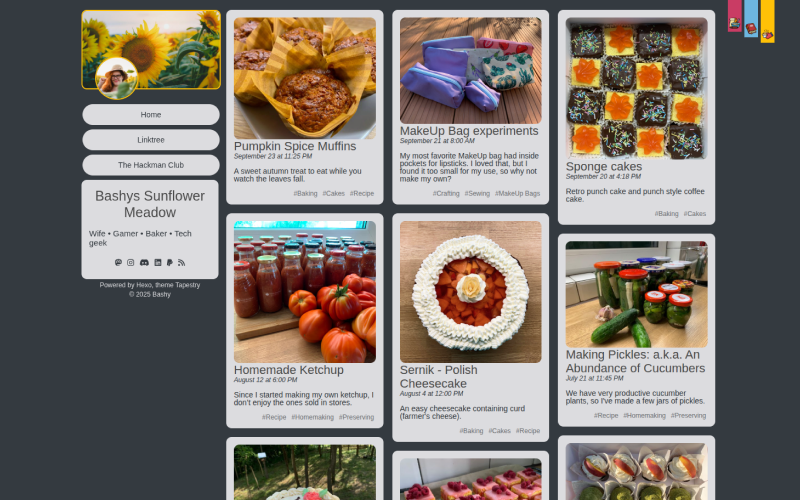 Home
Linktree
The Hackman Club
Bashys Sunflower
Meadow
Wife • Gamer • Baker • Tech
geek
Powered by Hexo, theme Tapestry
© 2025 Bashy
Pumpkin Spice Muffins
September 23 at 11:25 PM
A sweet autumn treat to eat while you
watch the leaves fall.
#Baking #Cakes #Recipe
Homemade Ketchup
August 12 at 6:00 PM
Since I started making my own ketchup, I
don't enjoy the ones sold in stores.
#Recipe #Homemaking #Preserving
MakeUp Bag experiments
September 21 at 8:00 AM
My most favorite MakeUp bag had inside
pockets for lipsticks. I loved that, but I
found it too small for my use, so why not
make my own?
#Crafting #Sewing #MakeUp Bags
Sernik - Polish
Cheesecake
August 4 at 12:00 PM
An easy cheesecake containing curd
(farmer's cheese).
#Baking #Cakes #Recipe
Sponge cakes
September 20 at 4:18 PM
Retro punch cake and punch style coffee
cake.
#Baking #Cakes
Making Pickles: a.k.a. An
Abundance of Cucumbers
July 21 at 11:45 PM
We have very productive cucumber
plants, so I've made a few jars of pickles.
#Recipe #Homemaking #Preserving